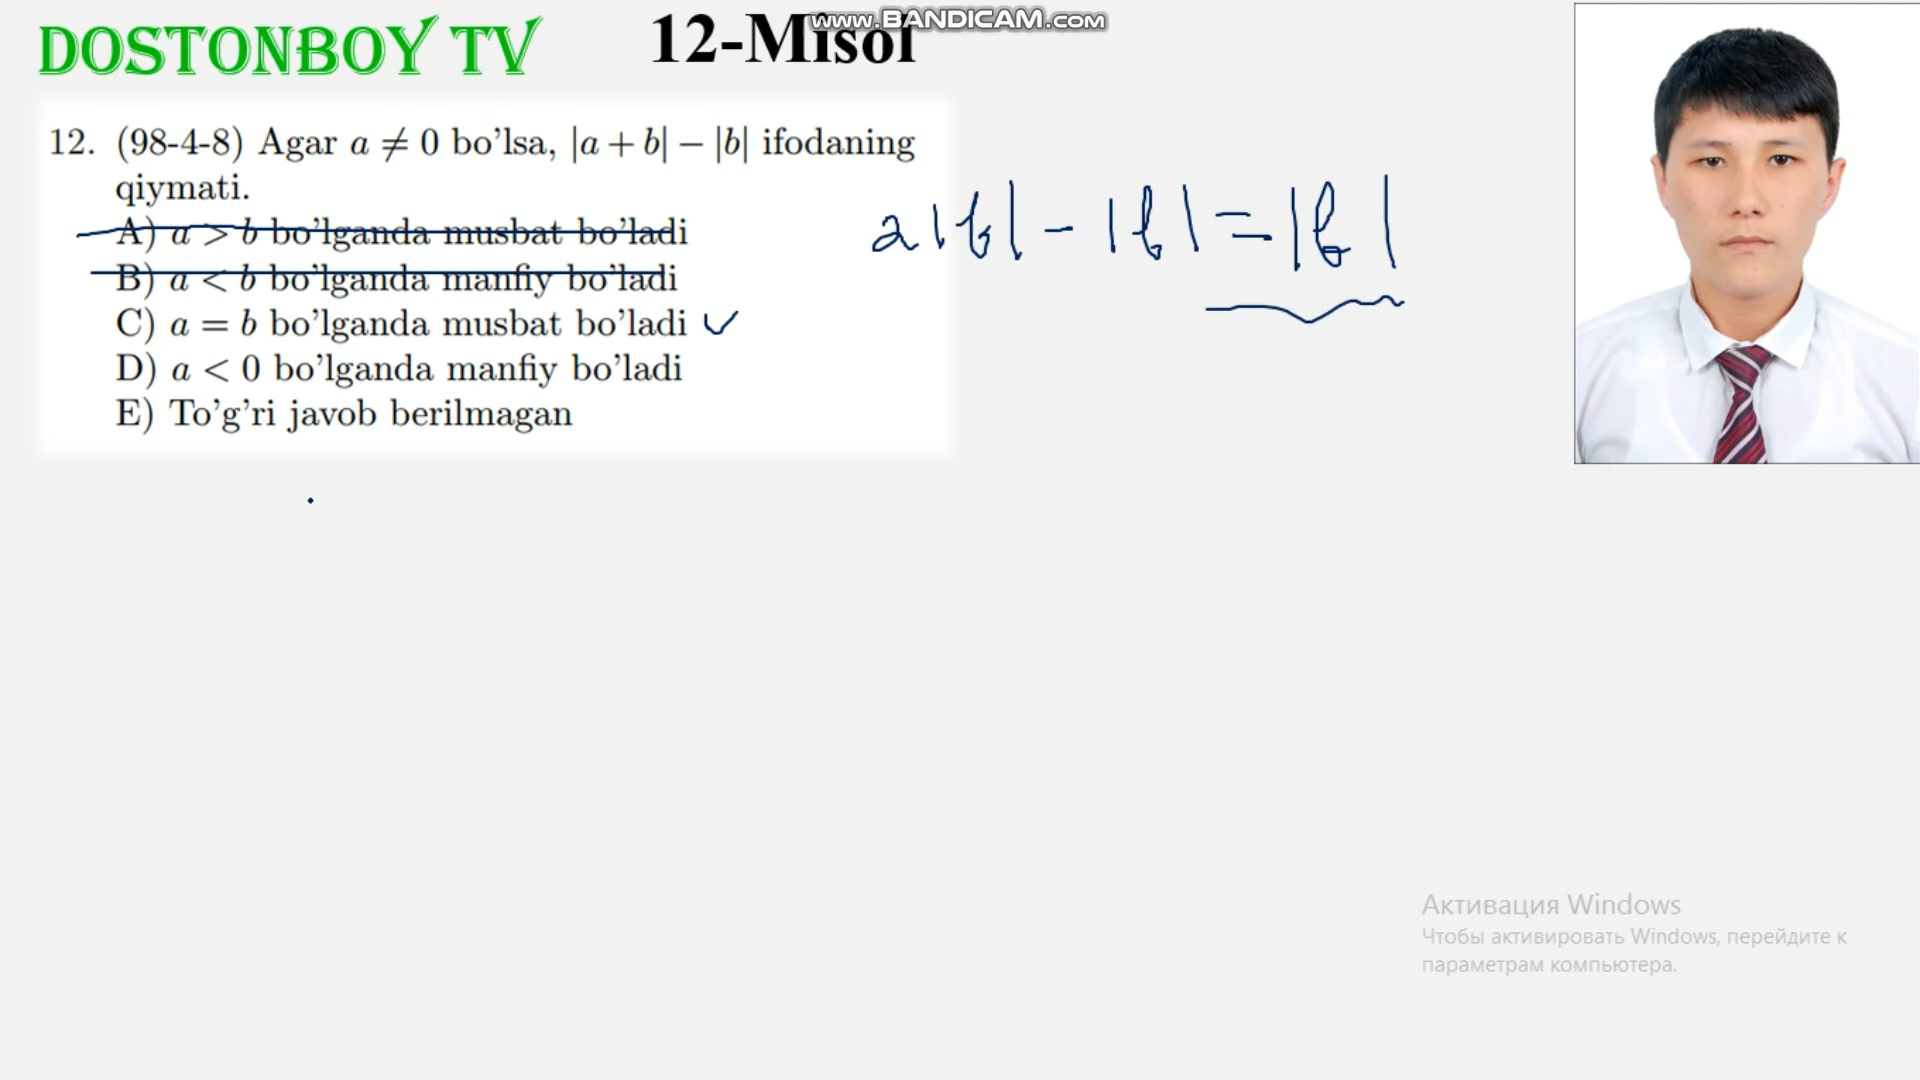 www.BANDICAM.com
DOSTONBOY TV
12-Misol
12. (98-4-8) Agar a ≠ 0 bo'lsa, |a + b| − |b| ifodaning
qiymati.
A) a > b bo'lganda musbat bo'ladi
B) a < b bo'lganda manfiy bo'ladi
C) a = b bo'lganda musbat bo'ladi ✓
D) a < 0 bo'lganda manfiy bo'ladi
E) To'g'ri javob berilmagan
2|b| − |b| = |b|
Активация Windows
Чтобы активировать Windows, перейдите к
параметрам компьютера.